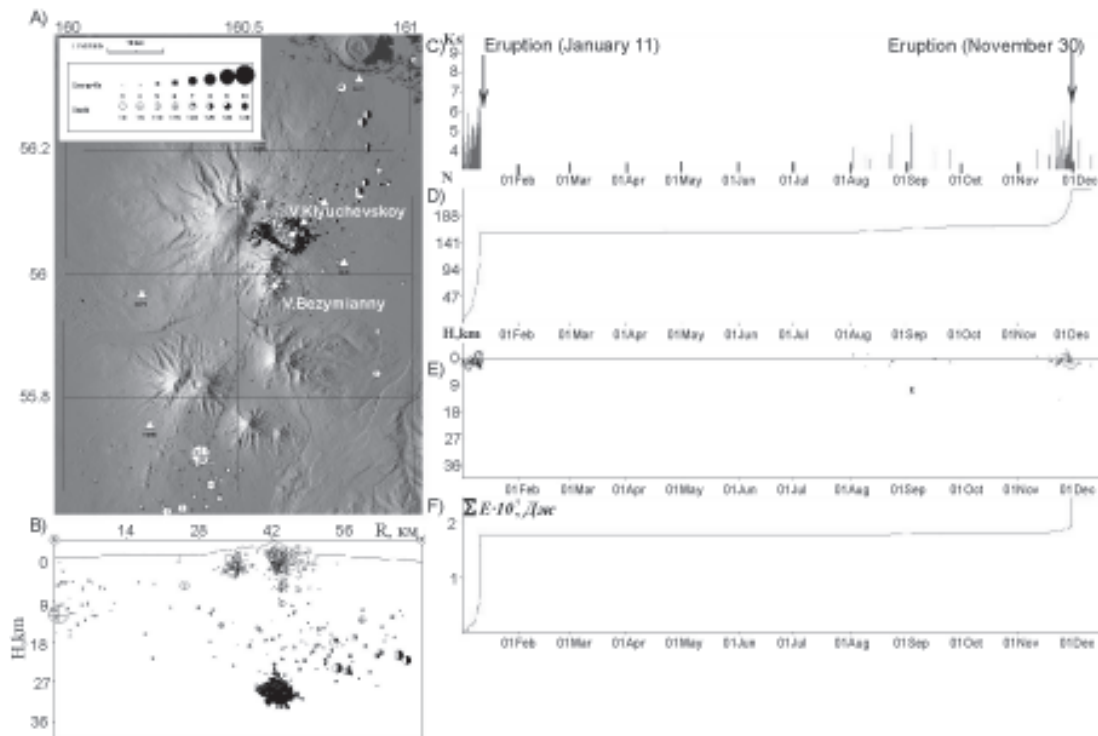 A)
160
160.5
161
56.2
56
55.8
V.Klyuchevskoy
V.Bezymianny
B)
14
28
42
R, км
56
H,km
0
9
18
27
36
C)
Ks
Eruption (January 11)
Eruption (November 30)
9
8
7
6
5
4
01Feb 01Mar 01Apr 01May 01Jun 01Jul 01Aug 01Sep 01Oct 01Nov 01Dec
N
D)
188
141
94
47
01Feb 01Mar 01Apr 01May 01Jun 01Jul 01Aug 01Sep 01Oct 01Nov 01Dec
H,km
E)
0
9
18
27
36
01Feb 01Mar 01Apr 01May 01Jun 01Jul 01Aug 01Sep 01Oct 01Nov 01Dec
F)
2
1
01Feb 01Mar 01Apr 01May 01Jun 01Jul 01Aug 01Sep 01Oct 01Nov 01Dec